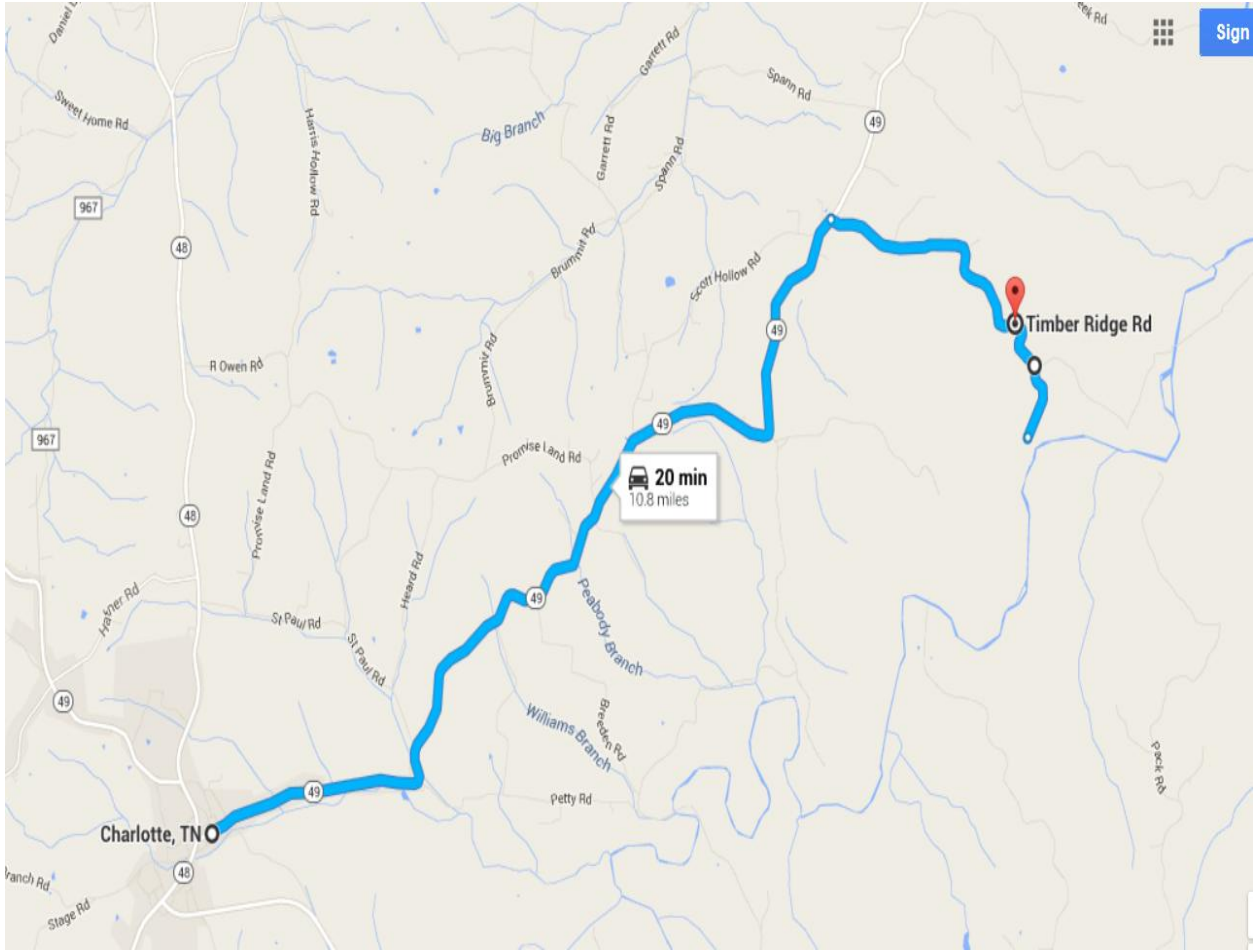 Daniel
eek Rd
Sign
Garrett Rd
Spann Rd
Sweet Home Rd
Harris Hollow Rd
Big Branch
Garrett Rd
Spann Rd
49
967
48
Brummit Rd
Scott Hollow Rd
49
Timber Ridge Rd
R Owen Rd
Brummit Rd
967
49
Promise Land Rd
20 min
10.8 miles
Promise Land Rd
48
Heard Rd
49
Peabody Branch
Hafner Rd
St Paul Rd
St Paul Rd
49
Williams Branch
Breeden Rd
Pack Rd
49
Petty Rd
Charlotte, TN
48
ranch Rd
Stage Rd